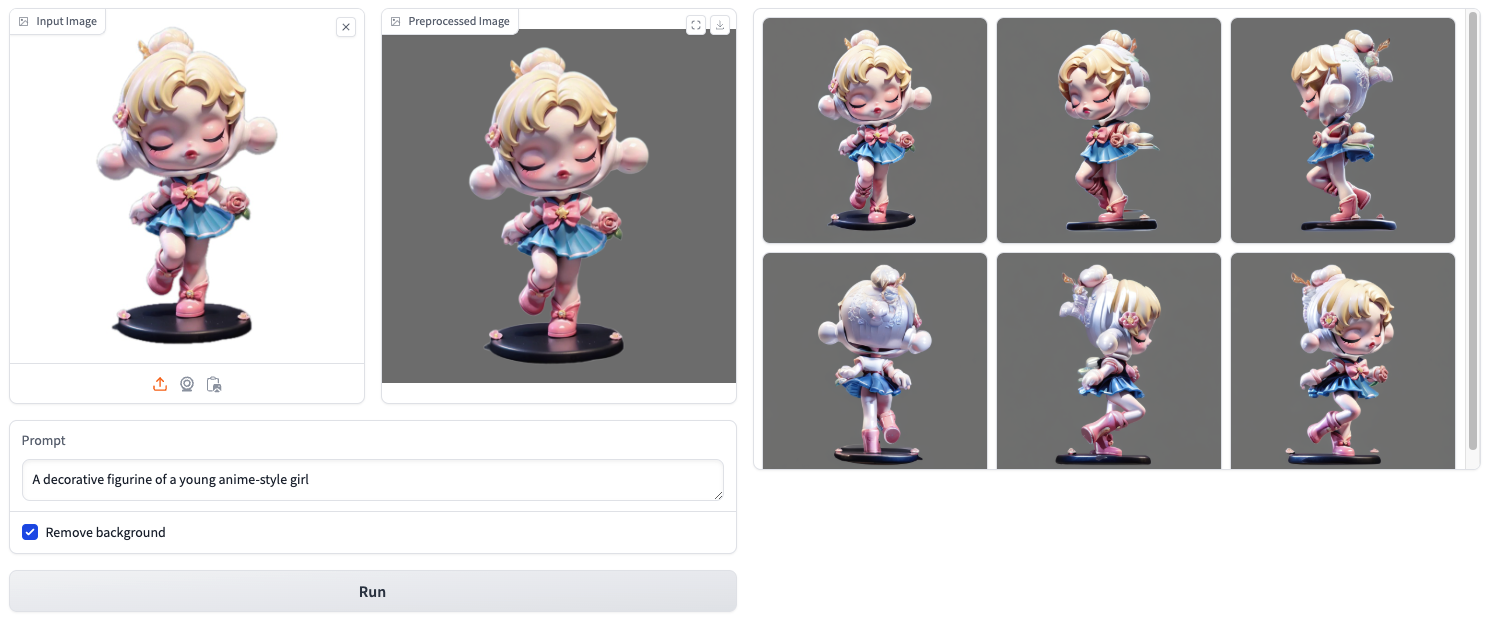 Input Image
Preprocessed Image
Prompt
A decorative figurine of a young anime-style girl
Remove background
Run